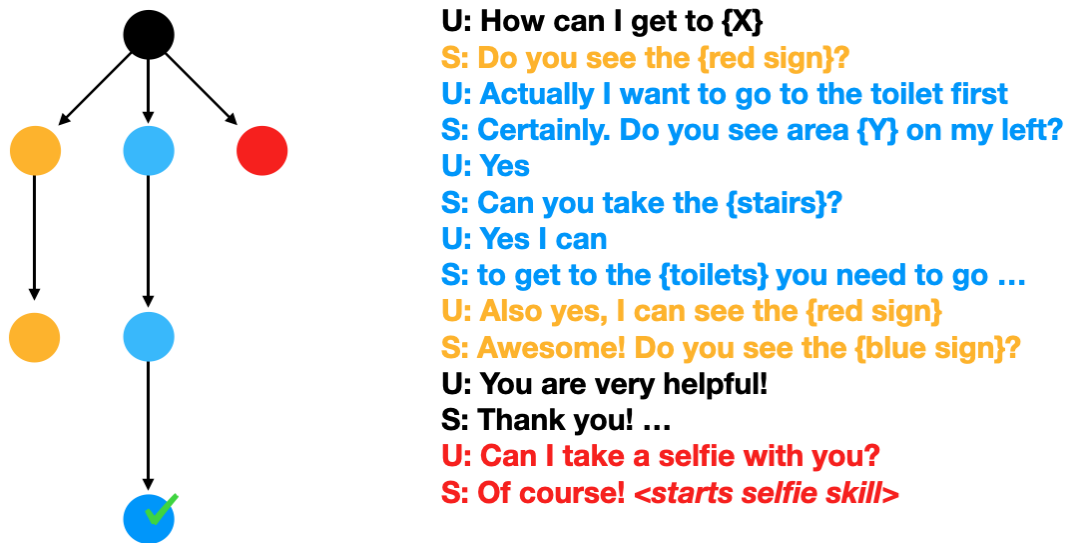 U: How can I get to {X}
S: Do you see the {red sign}?
U: Actually I want to go to the toilet first
S: Certainly. Do you see area {Y} on my left?
U: Yes
S: Can you take the {stairs}?
U: Yes I can
S: to get to the {toilets} you need to go …
U: Also yes, I can see the {red sign}
S: Awesome! Do you see the {blue sign}?
U: You are very helpful!
S: Thank you! …
U: Can I take a selfie with you?
S: Of course! <starts selfie skill>